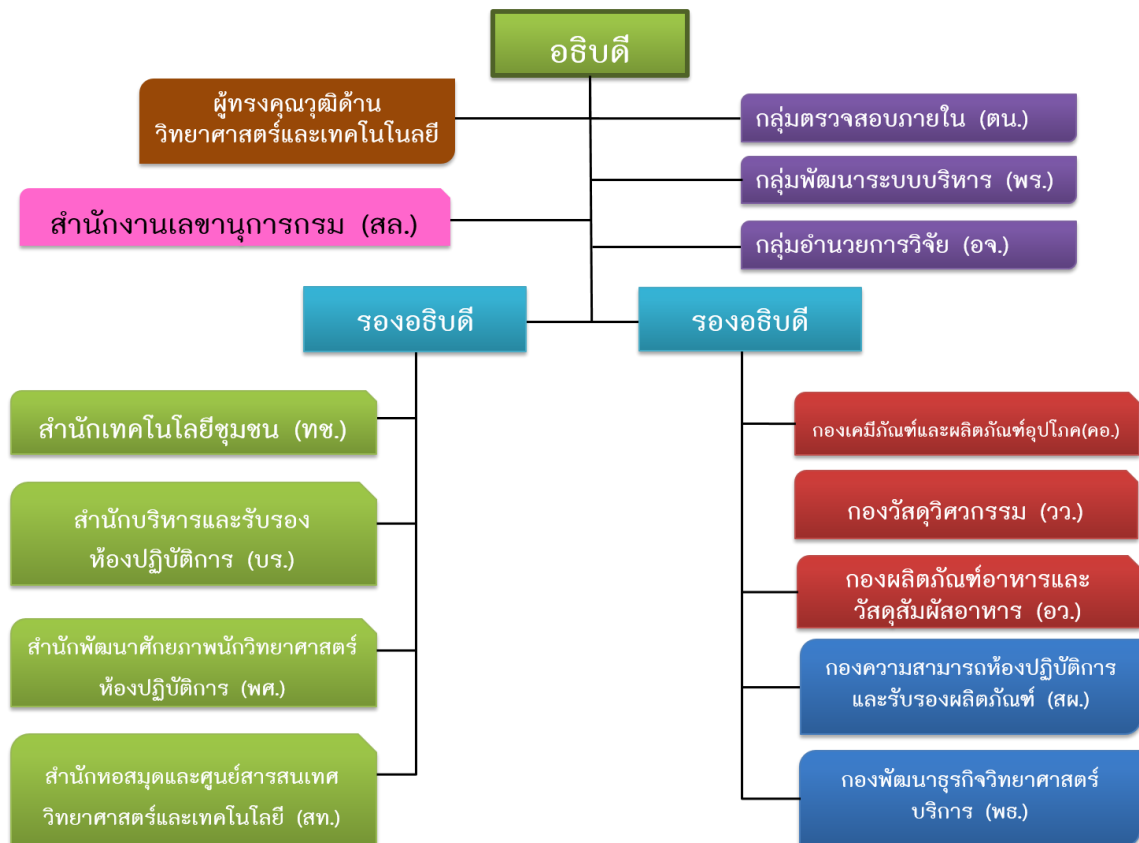 อธิบดี
ผู้ทรงคุณวุฒิด้าน
วิทยาศาสตร์และเทคโนโนลยี
สำนักงานเลขานุการกรม (สล.)
กลุ่มตรวจสอบภายใน (ตน.)
กลุ่มพัฒนาระบบบริหาร (พร.)
กลุ่มอำนวยการวิจัย (อจ.)
รองอธิบดี
รองอธิบดี
สำนักเทคโนโลยีชุมชน (ทช.)
สำนักบริหารและรับรอง
ห้องปฏิบัติการ (บร.)
สำนักพัฒนาศักยภาพนักวิทยาศาสตร์
ห้องปฏิบัติการ (พศ.)
สำนักหอสมุดและศูนย์สารสนเทศ
วิทยาศาสตร์และเทคโนโลยี (สท.)
กองเคมีภัณฑ์และผลิตภัณฑ์อุปโภค(คอ.)
กองวัสดุวิศวกรรม (วว.)
กองผลิตภัณฑ์อาหารและ
วัสดุสัมผัสอาหาร (อว.)
กองความสามารถห้องปฏิบัติการ
และรับรองผลิตภัณฑ์ (สผ.)
กองพัฒนาธุรกิจวิทยาศาสตร์
บริการ (พธ.)